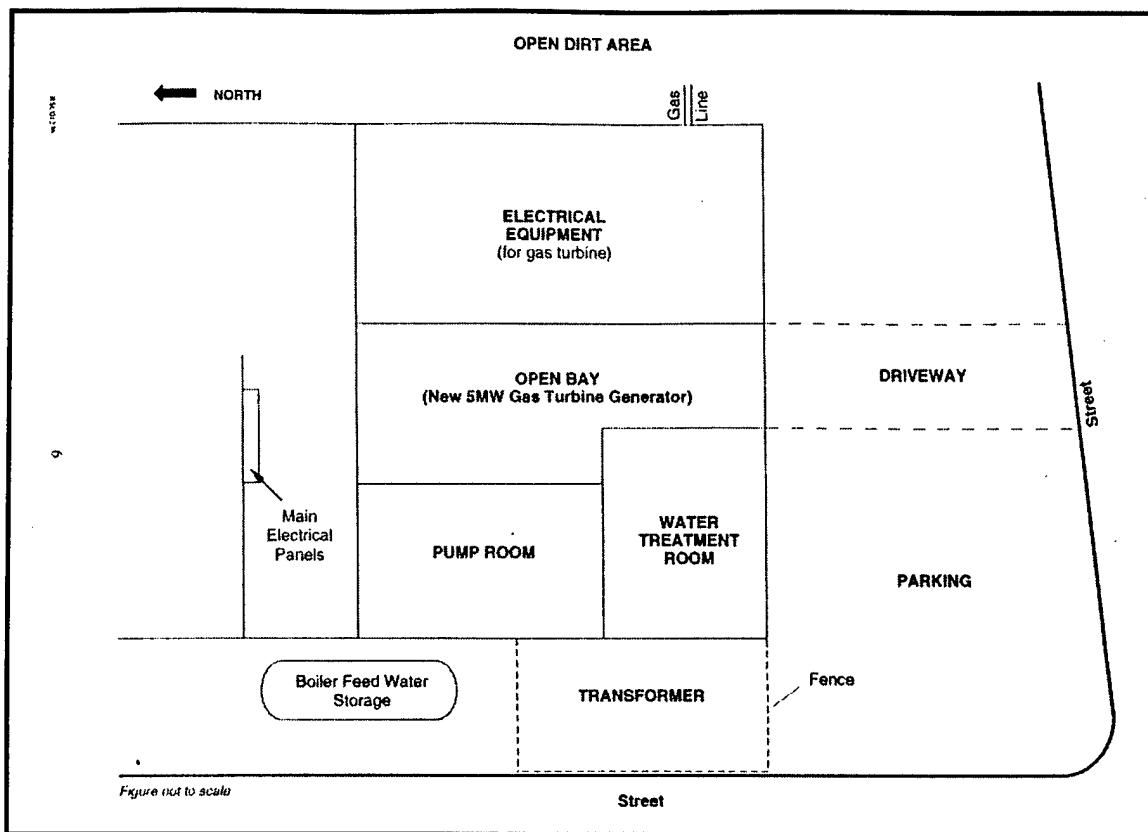 OPEN DIRT AREA
NORTH
Gas
Line
ELECTRICAL
EQUIPMENT
(for gas turbine)
OPEN BAY
(New 5MW Gas Turbine Generator)
DRIVEWAY
Street
6
Main
Electrical
Panels
PUMP ROOM
WATER
TREATMENT
ROOM
PARKING
Boiler Feed Water
Storage
TRANSFORMER
Fence
Figure not to scale
Street